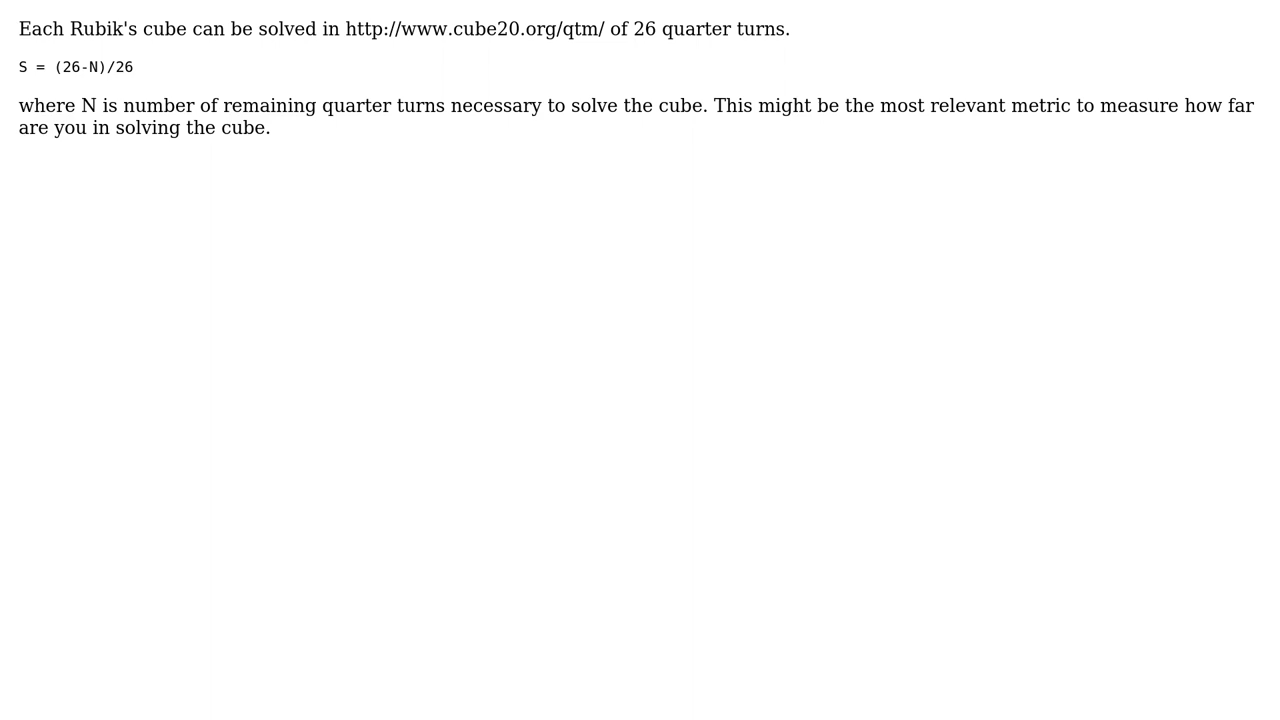 Each Rubik's cube can be solved in http://www.cube20.org/qtm/ of 26 quarter turns.
S = (26-N)/26
where N is number of remaining quarter turns necessary to solve the cube. This might be the most relevant metric to measure how far
are you in solving the cube.